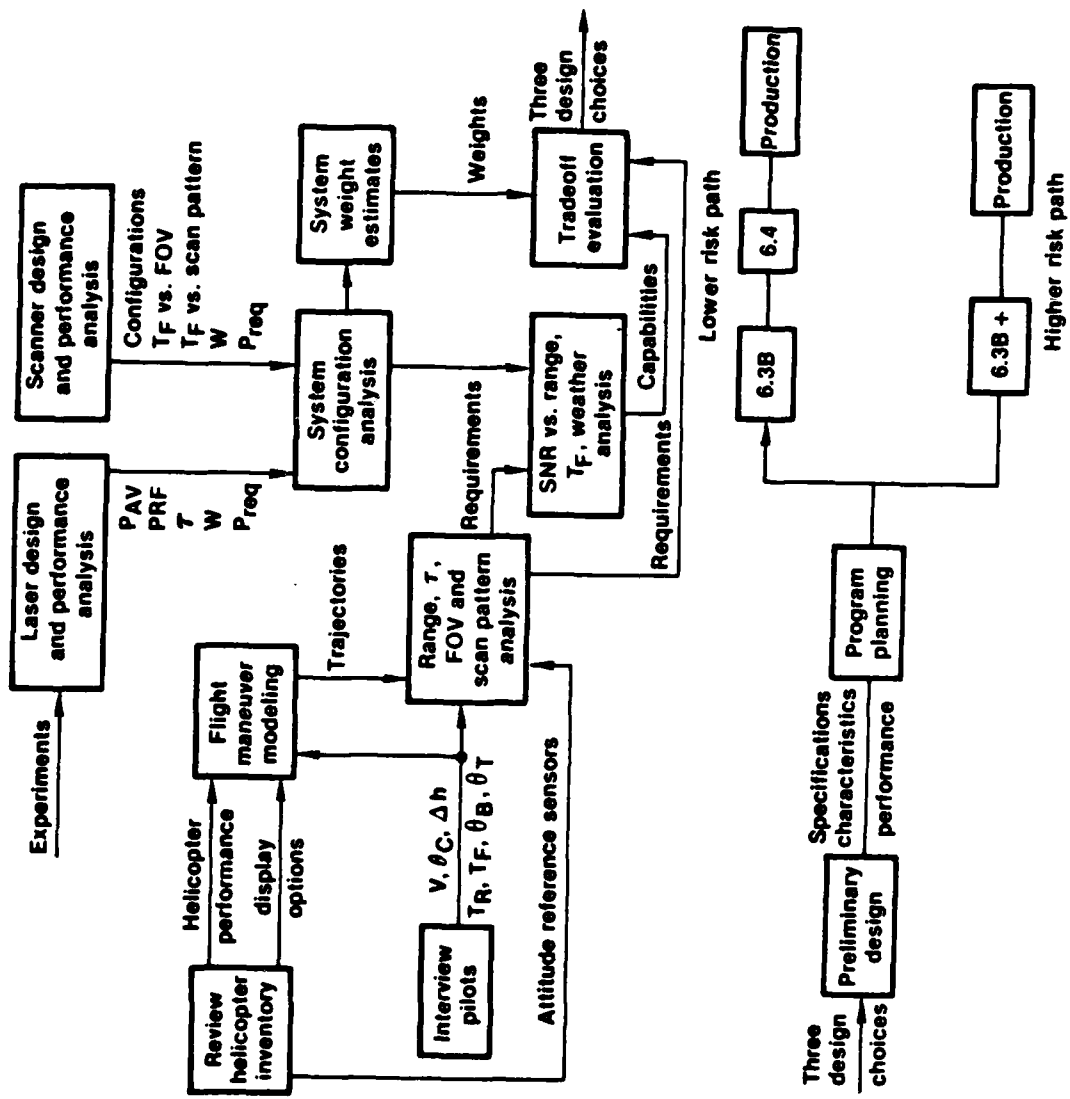 Experiments
Laser design
and performance
analysis
Scanner design
and performance
analysis
PAV
PRF
τ
W
Preq
Configurations
TF vs. FOV
TF vs. scan pattern
W
Preq
Review
helicopter
inventory
Helicopter
performance
display
options
Flight
maneuver
modeling
Trajectories
System
configuration
analysis
System
weight
estimates
Weights
Interview
pilots
V, θC, Δh
TR, TF, θB, θT
Range, τ,
FOV and
scan pattern
analysis
Requirements
SNR vs. range,
TF, weather
analysis
Tradeoff
evaluation
Three
design
choices
Attitude reference sensors
Capabilities
Requirements
Lower risk path
6.3B
6.4
Production
Three
design
choices
Preliminary
design
Specifications
characteristics
performance
Program
planning
6.3B +
Production
Higher risk path